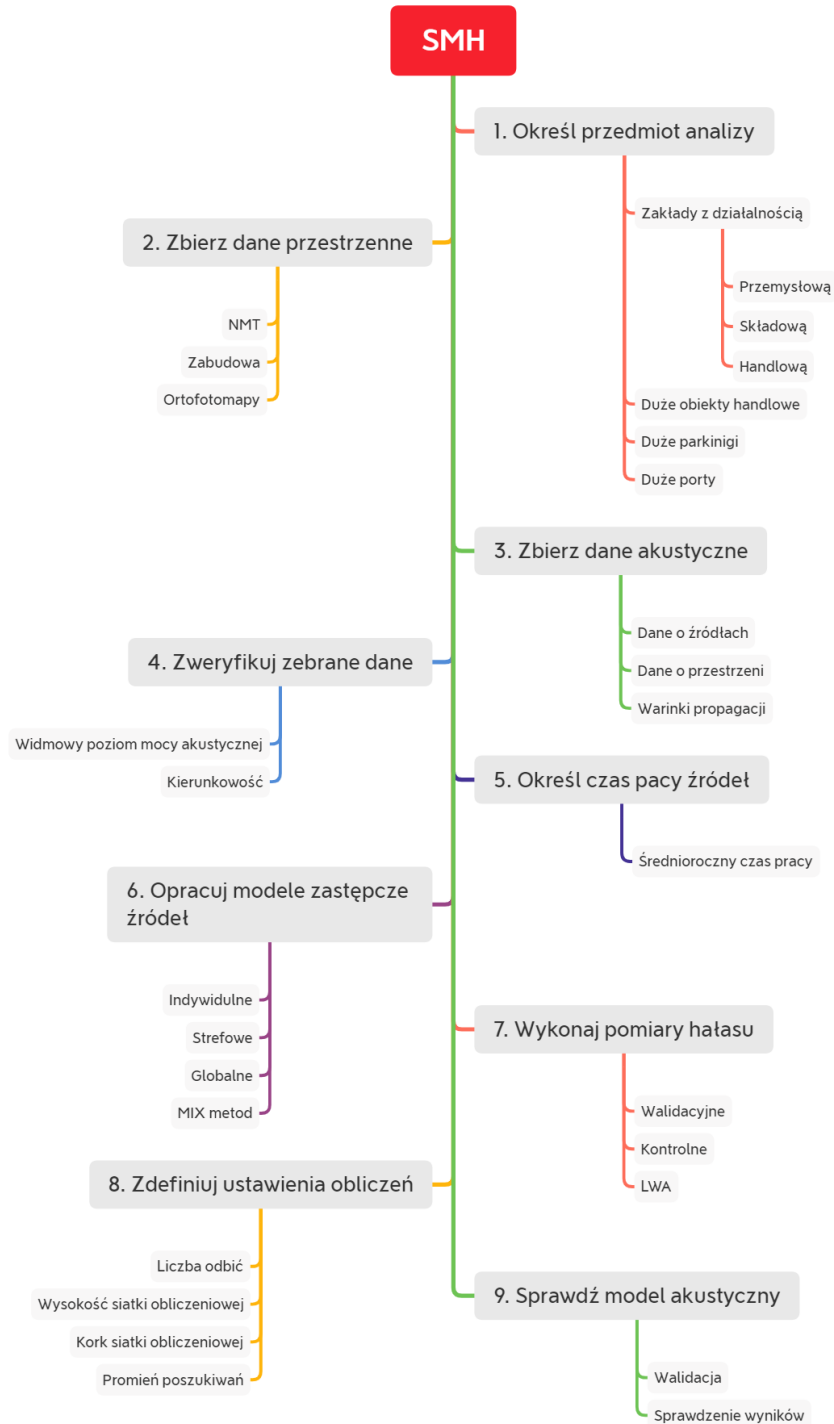 SMH
1. Określ przedmiot analizy
Zakłady z działalnością
Przemysłową
Składową
Handlową
Duże obiekty handlowe
Duże parkinigi
Duże porty
2. Zbierz dane przestrzenne
NMT
Zabudowa
Ortofotomapy
3. Zbierz dane akustyczne
Dane o źródłach
Dane o przestrzeni
Warinki propagacji
4. Zweryfikuj zebrane dane
Widmowy poziom mocy akustycznej
Kierunkowość
5. Określ czas pacy źródeł
Średnioroczny czas pracy
6. Opracuj modele zastępcze
źródeł
Indywidulne
Strefowe
Globalne
MIX metod
7. Wykonaj pomiary hałasu
Walidacyjne
Kontrolne
LWA
8. Zdefiniuj ustawienia obliczeń
Liczba odbić
Wysokość siatki obliczeniowej
Kork siatki obliczeniowej
Promień poszukiwań
9. Sprawdź model akustyczny
Walidacja
Sprawdzenie wyników